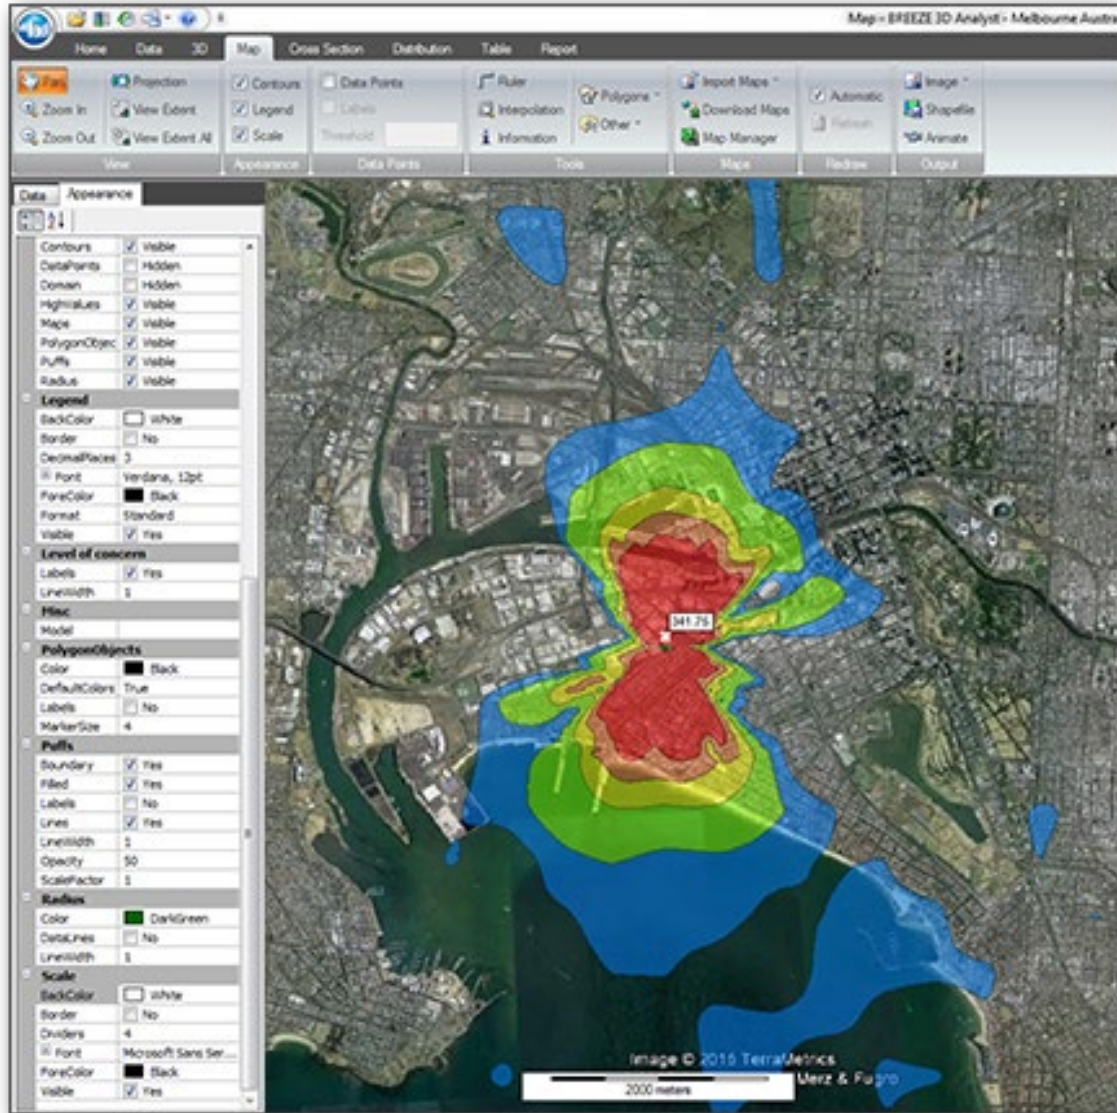 Map - BREEZE 3D Analyst - Melbourne Austra
Home Data 3D Map Cross Section Distribution Table Report
Pan Projection Contours Data Points Ruler Polygons Import Maps Automatic Image
Zoom In View Extent Legend Labels Interpolation Other Download Maps Refresh Shapefile
Zoom Out View Extent All Scale Threshold Information Map Manager Animate
View Appearance Data Points Tools Maps Redraw Output
Data Appearance
Contours Visible
DataPoints Hidden
Domain Hidden
HighValues Visible
Maps Visible
PolygonObjec Visible
Puffs Visible
Radius Visible
Legend
BackColor White
Border No
DecimalPlaces 3
Font Verdana, 12pt
ForeColor Black
Format Standard
Visible Yes
Level of concern
Labels Yes
LineWidth 1
Misc
Model
PolygonObjects
Color Black
DefaultColors True
Labels No
MarkerSize 4
Puffs
Boundary Yes
Filled Yes
Labels No
Lines Yes
LineWidth 1
Opacity 50
ScaleFactor 1
Radius
Color DarkGreen
DataLines No
LineWidth 1
Scale
BackColor White
Border No
Dividers 4
Font Microsoft Sans Ser...
ForeColor Black
Visible Yes
341.75
Image © 2015 TerraMetrics
Merz & Fugro
2000 meters